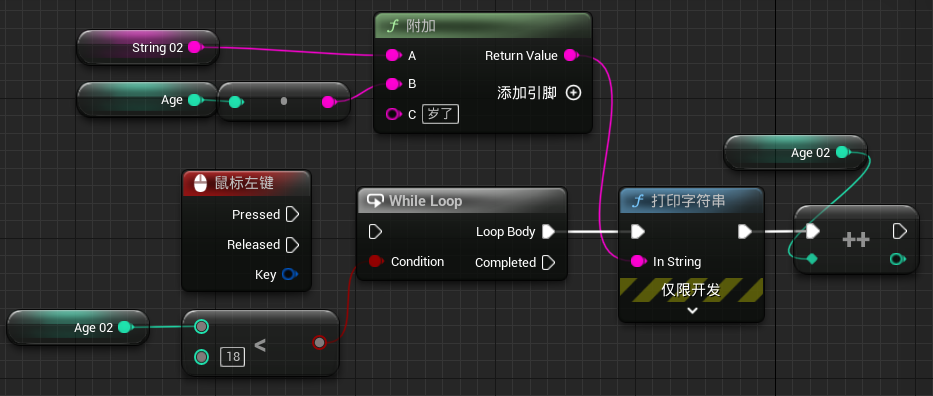 附加
String 02
A
Return Value
Age
B
添加引脚
C 岁了
Age 02
鼠标左键
While Loop
打印字符串
Pressed
Loop Body
++
Released
Condition
Completed
In String
Key
仅限开发
Age 02
<
18